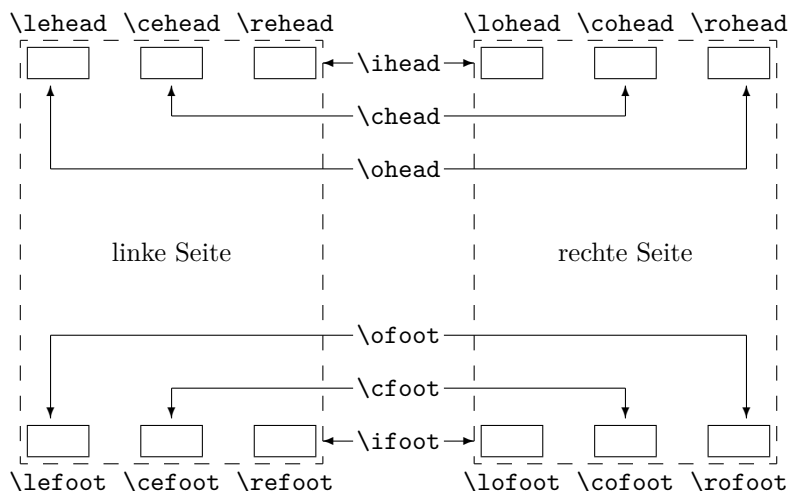 \lehead \cehead \rehead \lohead \cohead \rohead
\ihead
\chead
\ohead
linke Seite rechte Seite
\ofoot
\cfoot
\ifoot
\lefoot \cefoot \refoot \lofoot \cofoot \rofoot